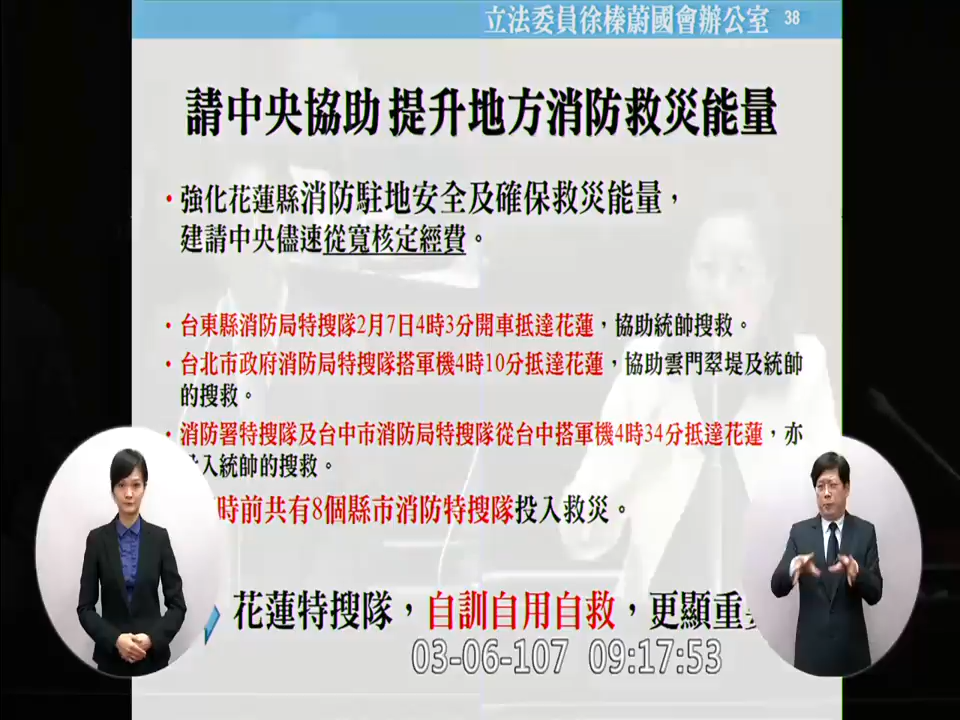 立法委員徐榛蔚國會辦公室 38
請中央協助 提升地方消防救災能量
•強化花蓮縣消防駐地安全及確保救災能量，
建請中央儘速從寬核定經費。
•台東縣消防局特搜隊2月7日4時3分開車抵達花蓮，協助統帥搜救。
•台北市政府消防局特搜隊搭軍機4時10分抵達花蓮，協助雲門翠堤及統帥
的搜救。
•消防署特搜隊及台中市消防局特搜隊從台中搭軍機4時34分抵達花蓮，亦
入統帥的搜救。
時前共有8個縣市消防特搜隊投入救災。
花蓮特搜隊，自訓自用自救，更顯重
03-06-107 09:17:53